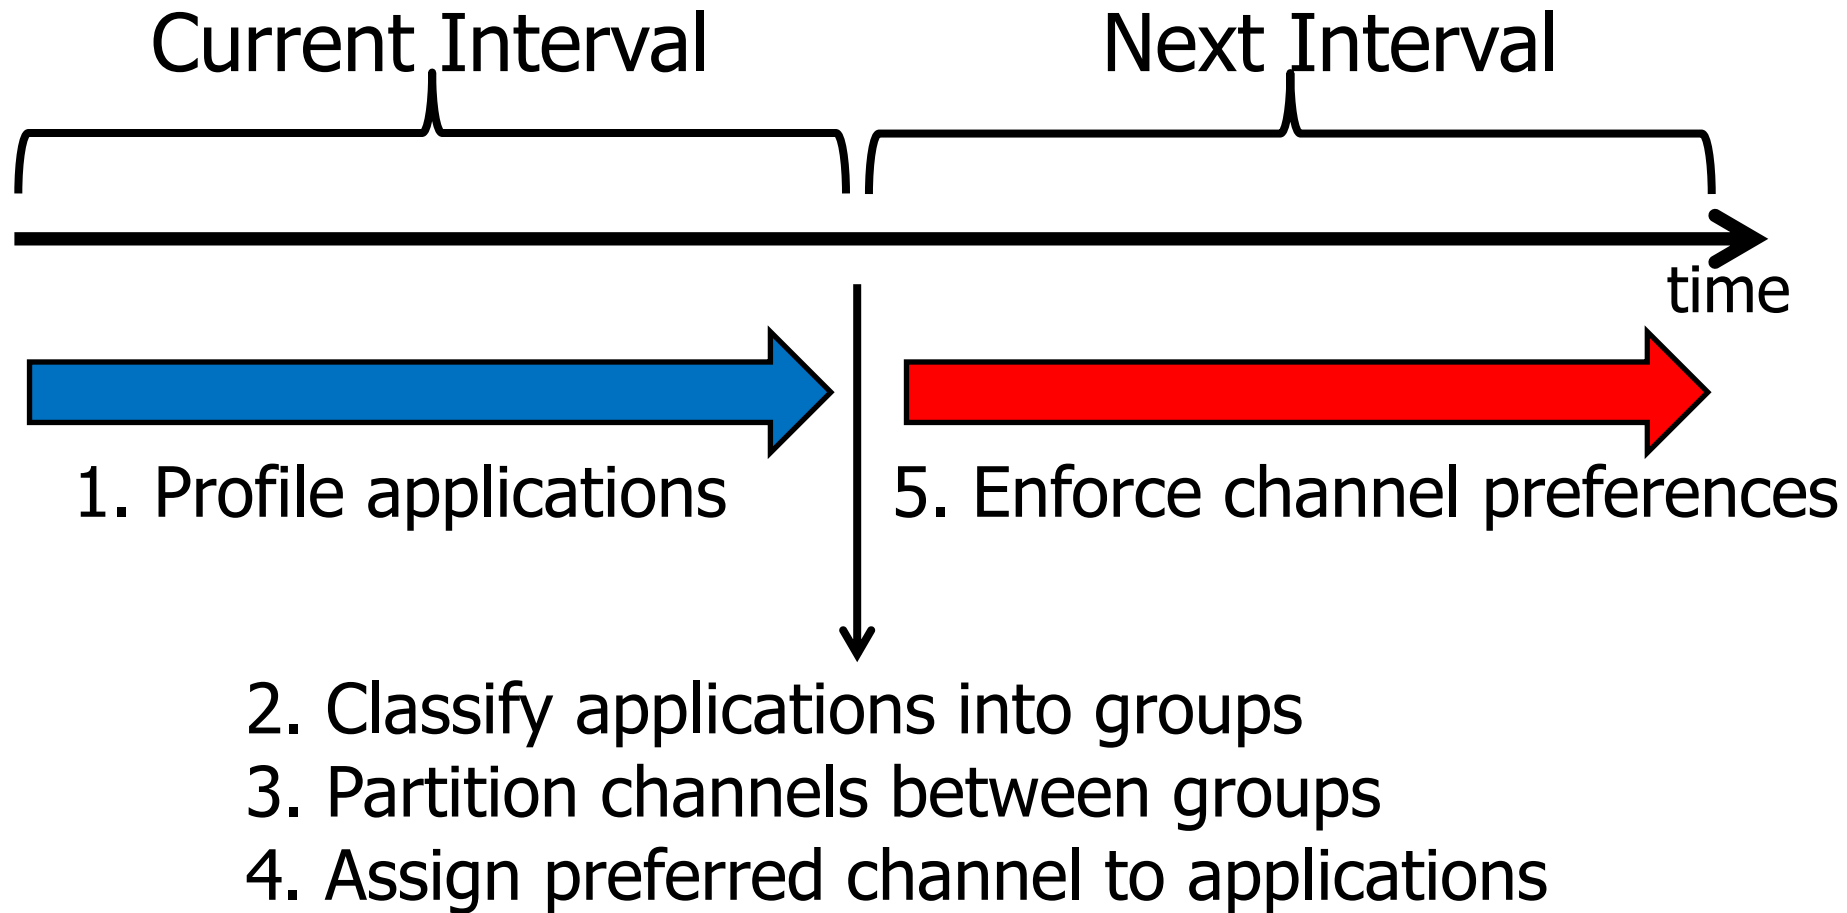 Current Interval
Next Interval
time
1. Profile applications
5. Enforce channel preferences
2. Classify applications into groups
3. Partition channels between groups
4. Assign preferred channel to applications